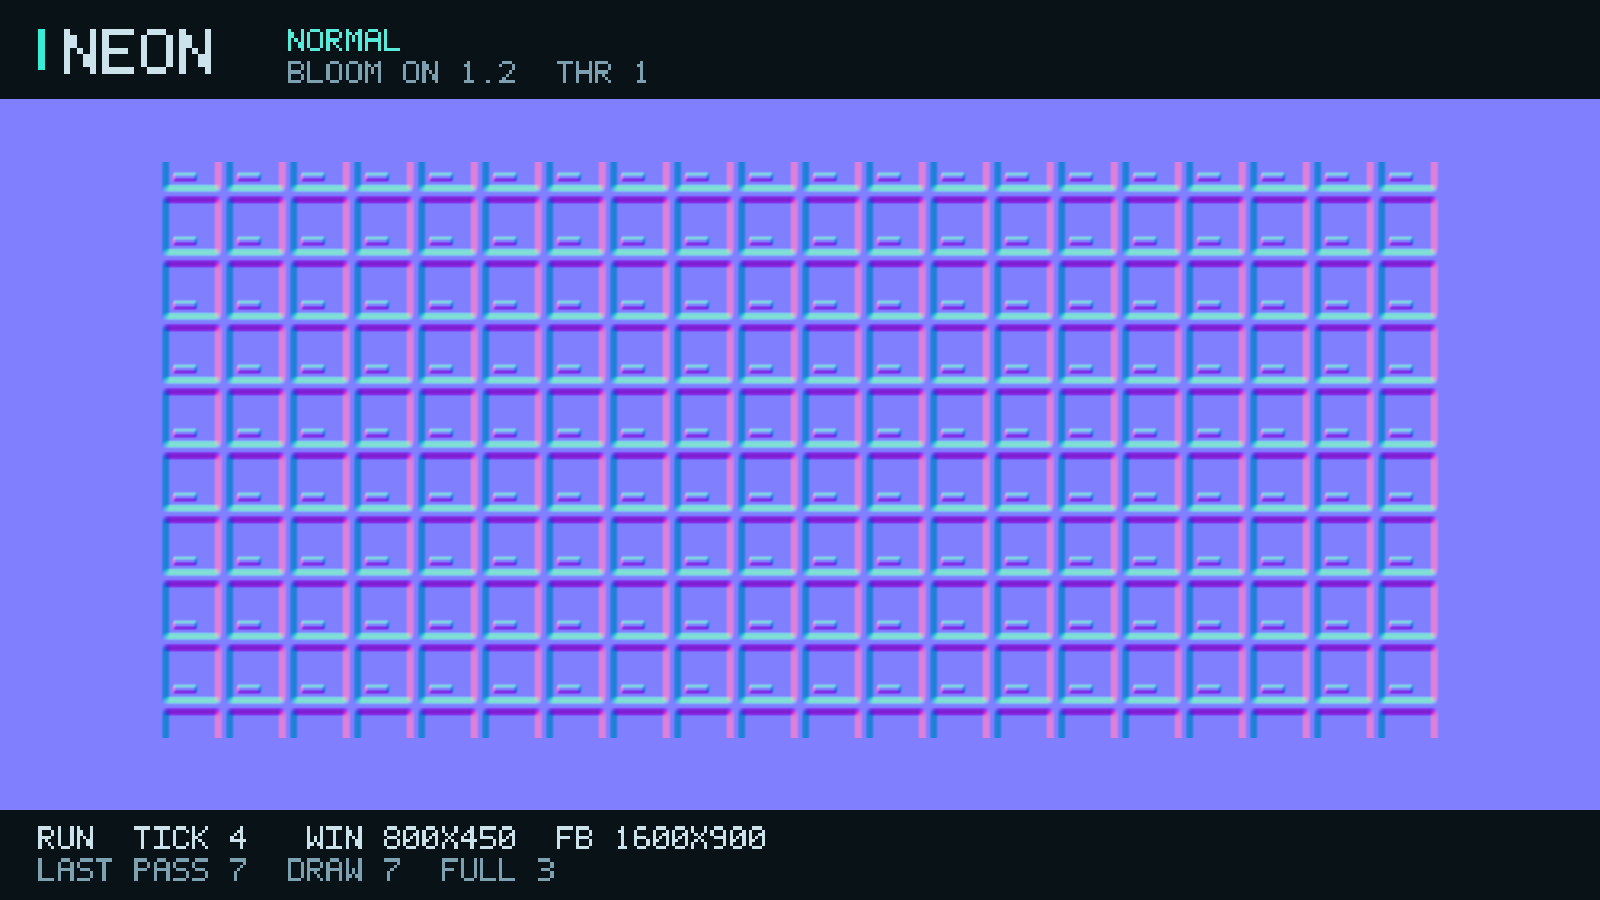 NEON
NORMAL
BLOOM ON 1.2 THR 1
RUN TICK 4 WIN 800X450 FB 1600X900
LAST PASS 7 DRAW 7 FULL 3